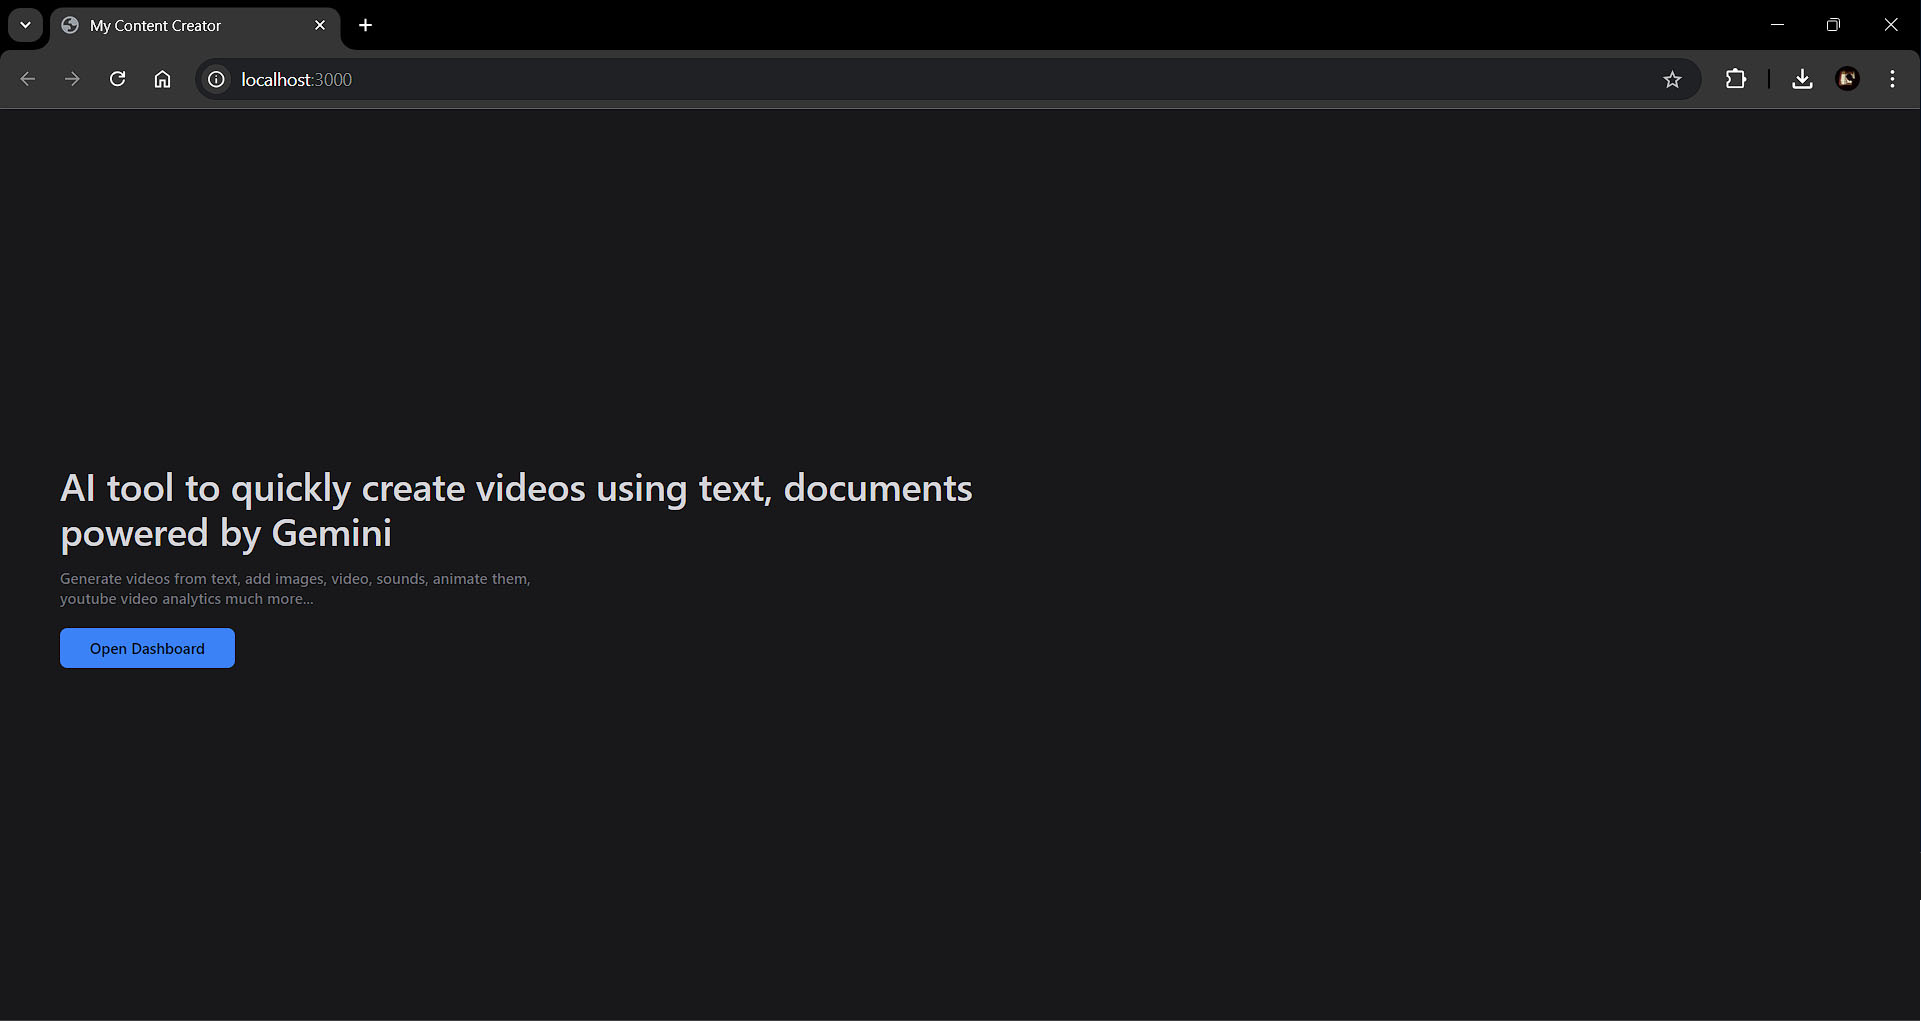 My Content Creator
localhost:3000
AI tool to quickly create videos using text, documents
powered by Gemini
Generate videos from text, add images, video, sounds, animate them,
youtube video analytics much more...
Open Dashboard